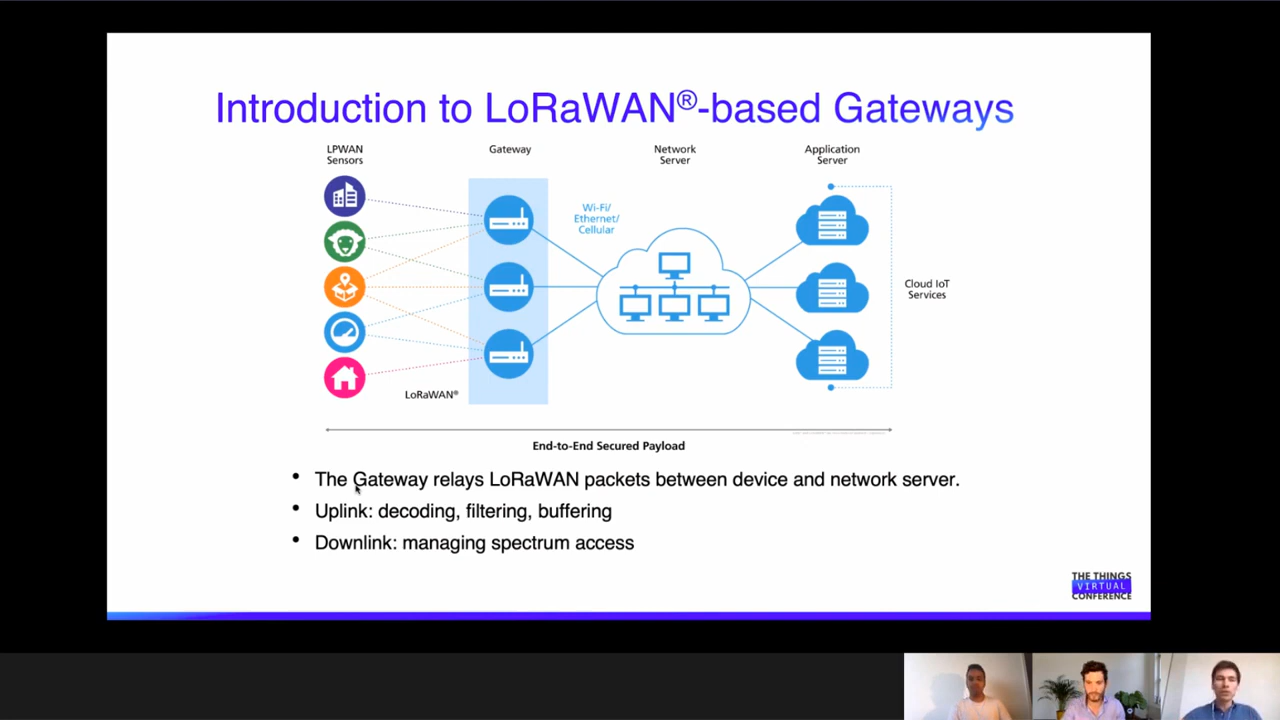 Introduction to LoRaWAN®-based Gateways
LPWAN
Sensors
Gateway
Network
Server
Application
Server
Wi-Fi/
Ethernet/
Cellular
Cloud IoT
Services
LoRaWAN®
End-to-End Secured Payload
• The Gateway relays LoRaWAN packets between device and network server.
• Uplink: decoding, filtering, buffering
• Downlink: managing spectrum access
THE THINGS
VIRTUAL
CONFERENCE